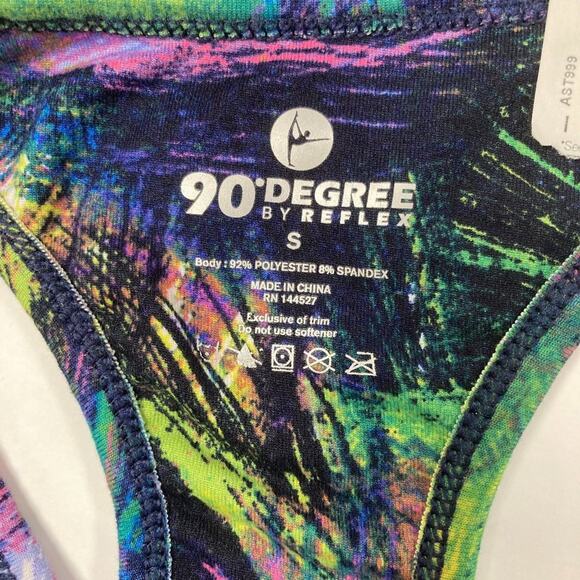 AST999
90°DEGREE
BY REFLEX
S
Body : 92% POLYESTER 8% SPANDEX
MADE IN CHINA
RN 144527
Exclusive of trim
Do not use softener